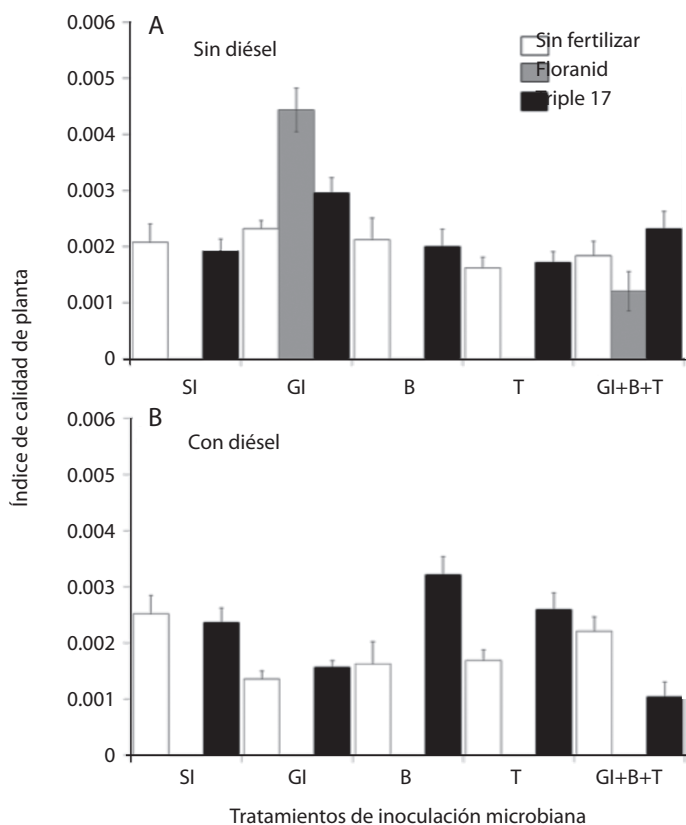 A
Sin diésel
Sin fertilizar
Floranid
Triple 17
0.006
0.005
0.004
0.003
0.002
0.001
0
SI GI B T GI+B+T
Índice de calidad de planta
B
Con diésel
0.006
0.005
0.004
0.003
0.002
0.001
0
SI GI B T GI+B+T
Tratamientos de inoculación microbiana